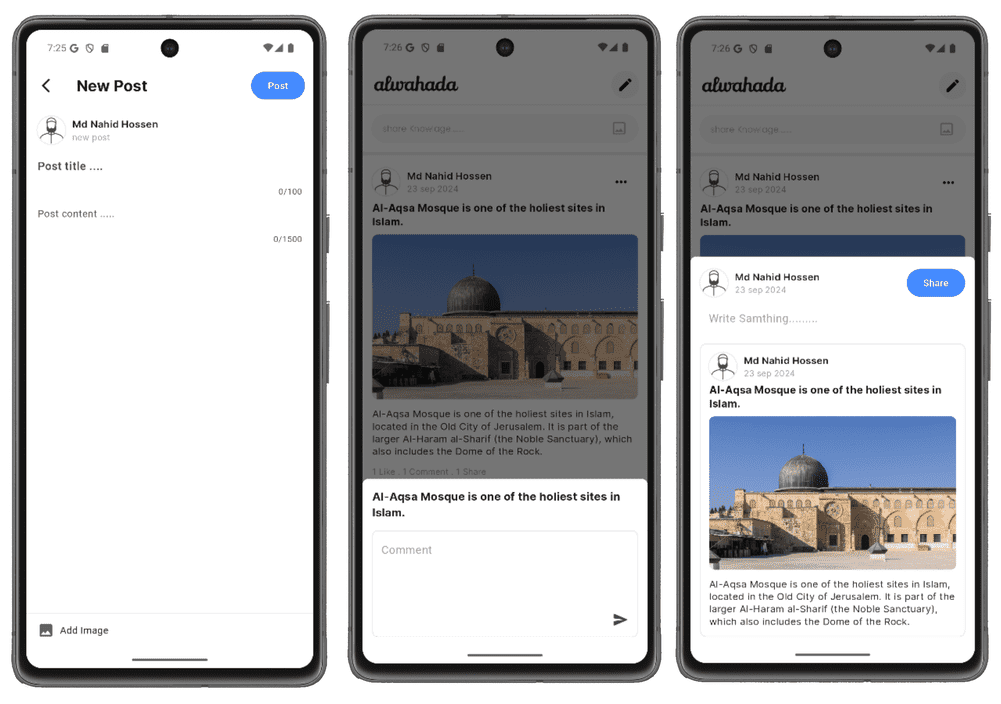 7:25
New Post
Post
Md Nahid Hossen
new post
Post title ....
0/100
Post content .....
0/1500
Add Image
7:26
alwahada
share knowage.....
Md Nahid Hossen
23 sep 2024
Al-Aqsa Mosque is one of the holiest sites in
Islam.
Al-Aqsa Mosque is one of the holiest sites in Islam,
located in the Old City of Jerusalem. It is part of the
larger Al-Haram al-Sharif (the Noble Sanctuary), which
also includes the Dome of the Rock.
1 Like . 1 Comment . 1 Share
Al-Aqsa Mosque is one of the holiest sites in
Islam.
Comment
7:26
alwahada
share knowage.....
Md Nahid Hossen
23 sep 2024
Al-Aqsa Mosque is one of the holiest sites in
Islam.
Md Nahid Hossen
23 sep 2024
Share
Write Samthing.........
Md Nahid Hossen
23 sep 2024
Al-Aqsa Mosque is one of the holiest sites in
Islam.
Al-Aqsa Mosque is one of the holiest sites in Islam,
located in the Old City of Jerusalem. It is part of the
larger Al-Haram al-Sharif (the Noble Sanctuary),
which also includes the Dome of the Rock.